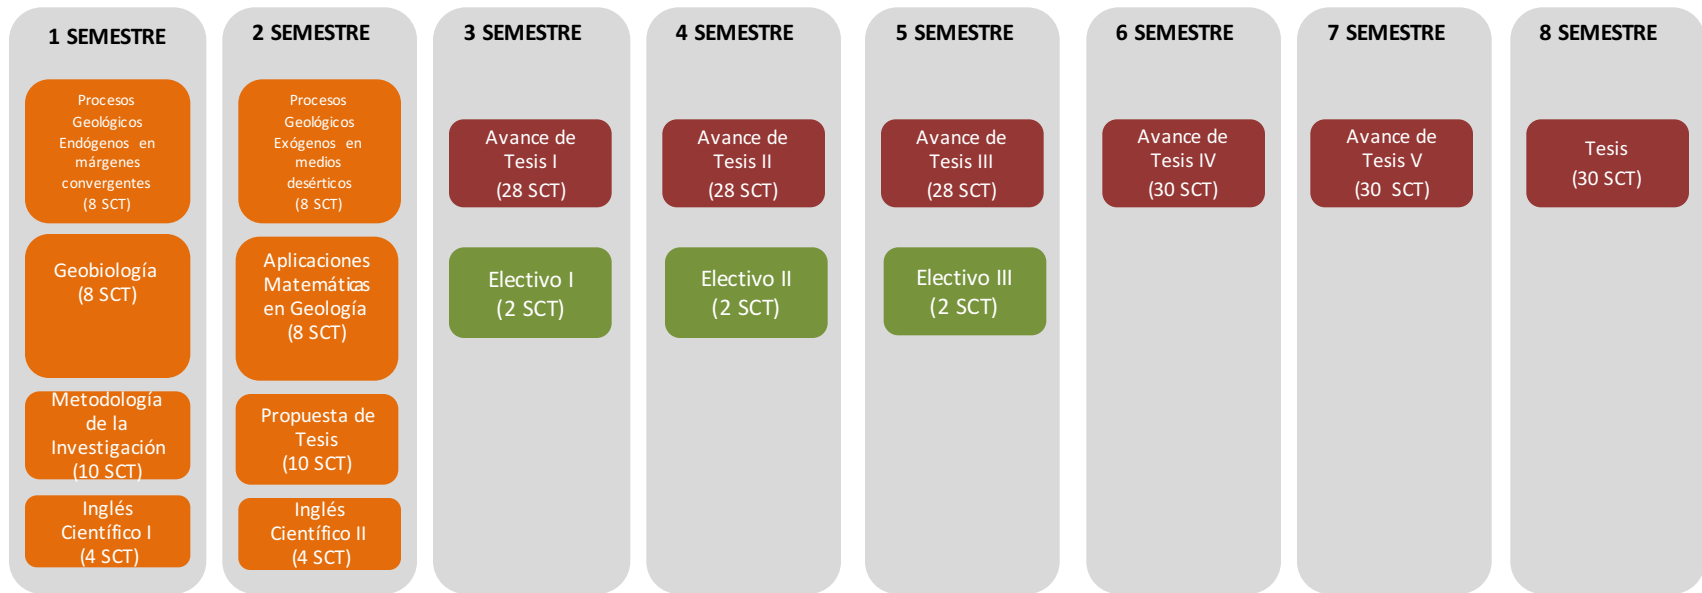 1 SEMESTRE
Procesos
Geológicos
Endógenos en
márgenes
convergentes
(8 SCT)
Geobiología
(8 SCT)
Metodología
de la
Investigación
(10 SCT)
Inglés
Científico I
(4 SCT)
2 SEMESTRE
Procesos
Geológicos
Exógenos en
medios
desérticos
(8 SCT)
Aplicaciones
Matemáticas
en Geología
(8 SCT)
Propuesta de
Tesis
(10 SCT)
Inglés
Científico II
(4 SCT)
3 SEMESTRE
Avance de
Tesis I
(28 SCT)
Electivo I
(2 SCT)
4 SEMESTRE
Avance de
Tesis II
(28 SCT)
Electivo II
(2 SCT)
5 SEMESTRE
Avance de
Tesis III
(28 SCT)
Electivo III
(2 SCT)
6 SEMESTRE
Avance de
Tesis IV
(30 SCT)
7 SEMESTRE
Avance de
Tesis V
(30 SCT)
8 SEMESTRE
Tesis
(30 SCT)